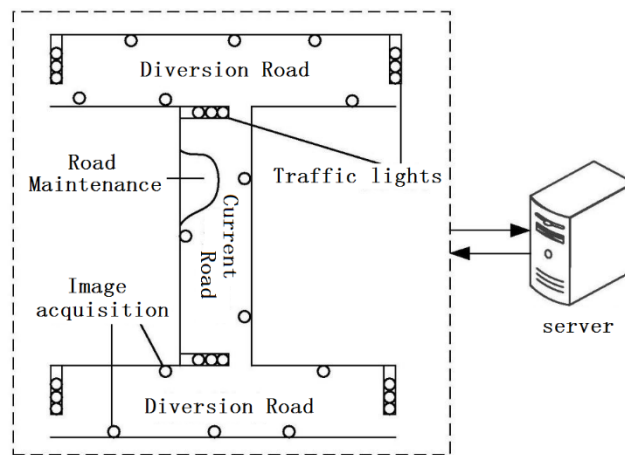 Diversion Road
Road
Maintenance
Traffic lights
Current
Road
Image
acquisition
server
Diversion Road